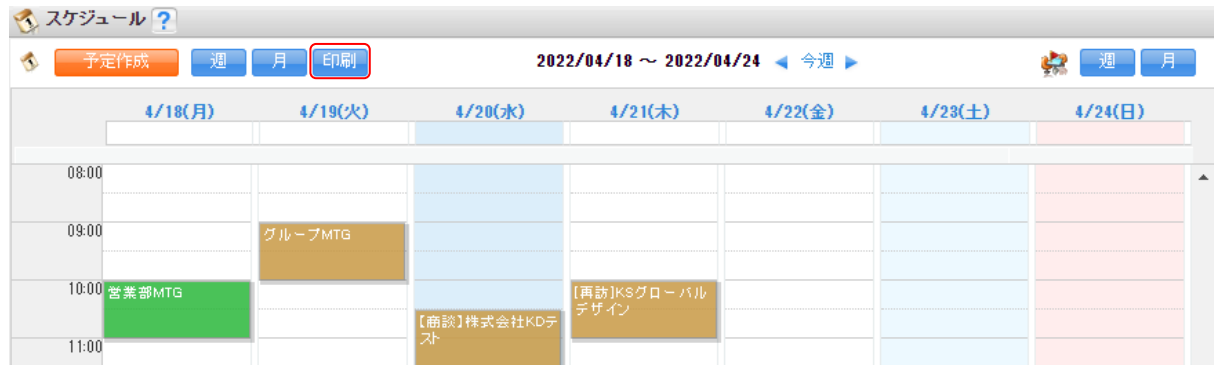 スケジュール ?
予定作成 週 月 印刷 2022/04/18 ～ 2022/04/24 今週 週 月
4/18(月) 4/19(火) 4/20(水) 4/21(木) 4/22(金) 4/23(土) 4/24(日)
08:00
09:00 グループMTG
10:00 営業部MTG 【再訪】KSグローバル
デザイン
【商談】株式会社KDテ
スト
11:00